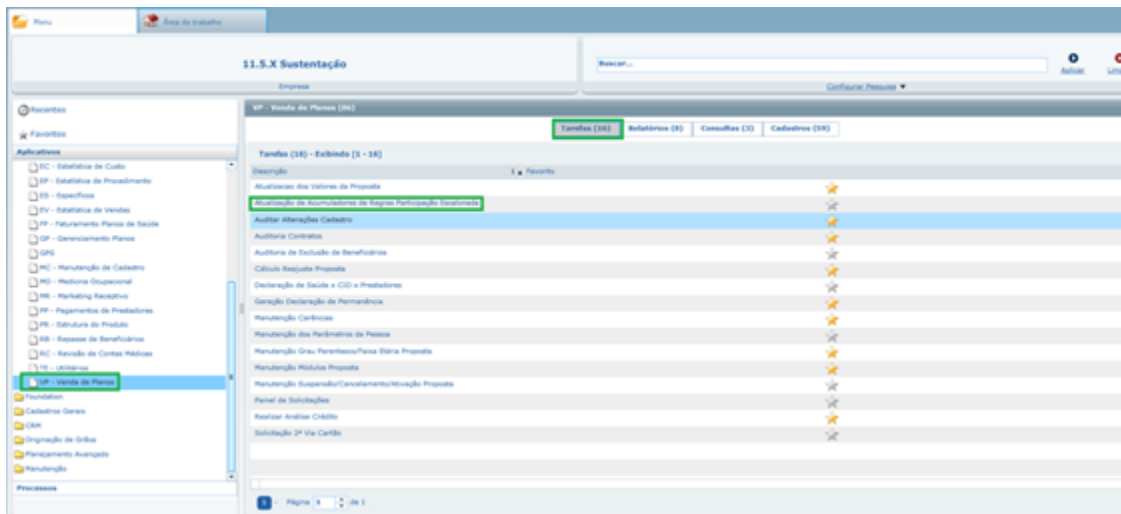 Menu
Área de trabalho
11.5.X Sustentação
Empresa
Buscar...
Aplicar
Configurar Pesquisa
Recentes
Favoritos
Aplicativos
EC - Estatística de Custo
EP - Estatística de Procedimento
ES - Específicos
EV - Estatística de Vendas
FP - Faturamento Planos de Saúde
GP - Gerenciamento Planos
GPS
MC - Manutenção de Cadastro
MO - Medicina Ocupacional
MR - Marketing Receptivo
PP - Pagamentos de Prestadores
PR - Estrutura do Produto
RB - Repasse de Beneficiários
RC - Revisão de Contas Médicas
TE - Utilitários
VP - Venda de Planos
Foundation
Cadastros Gerais
CRM
Originação de Grãos
Planejamento Avançado
Manutenção
Processos
VP - Venda de Planos (86)
Tarefas (16)
Relatórios (8)
Consultas (3)
Cadastros (59)
Tarefas (16) - Exibindo [1 - 16]
Descrição
1
Favorito
Atualizacao dos Valores da Proposta
Atualização de Acumuladores de Regras Participação Escalonada
Auditar Alterações Cadastro
Auditoria Contratos
Auditoria de Exclusão de Beneficiários
Cálculo Reajuste Proposta
Declaração de Saúde x CID x Prestadores
Geração Declaração de Permanência
Manutenção Carências
Manutenção dos Parâmetros da Pessoa
Manutenção Grau Parentesco/Faixa Etária Proposta
Manutenção Módulos Proposta
Manutenção Suspensão/Cancelamento/Ativação Proposta
Painel de Solicitações
Realizar Análise Crédito
Solicitação 2ª Via Cartão
Página
de 1